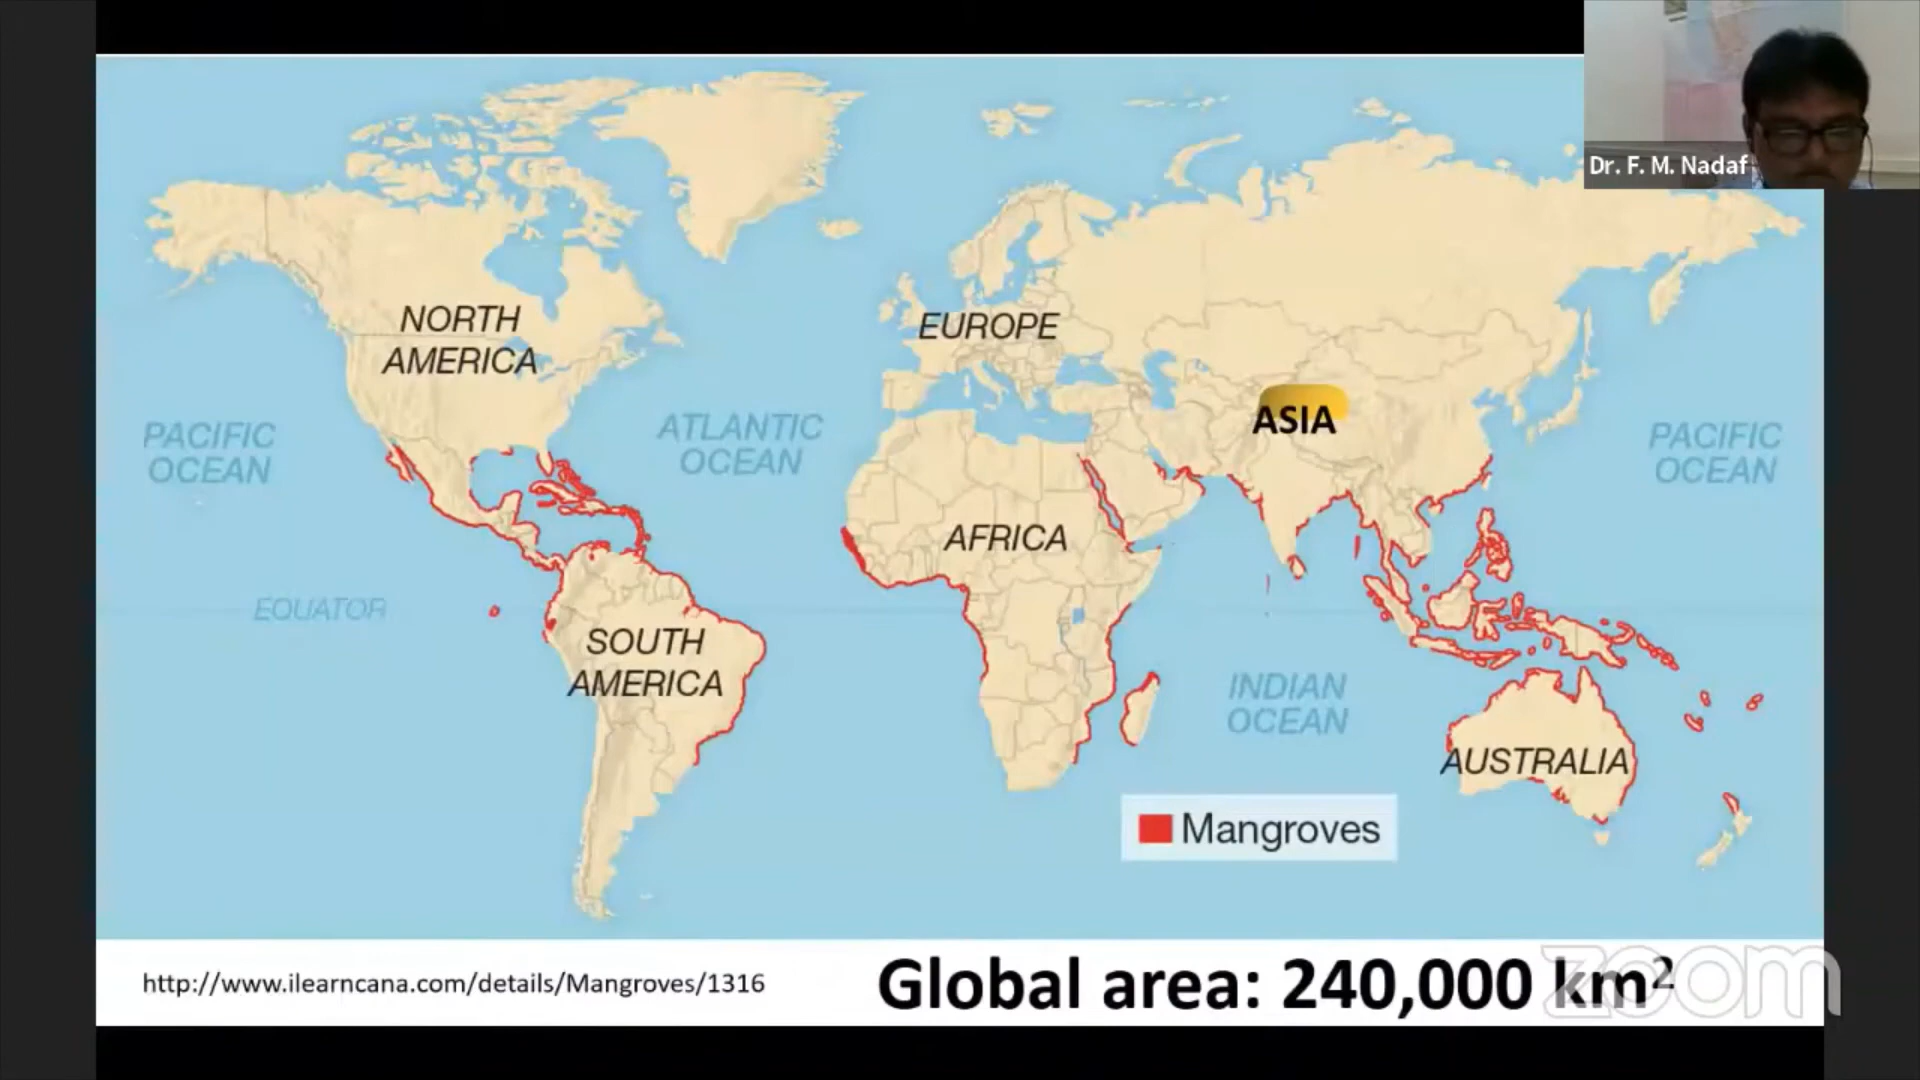 Dr. F. M. Nadaf
NORTH
AMERICA
EUROPE
ASIA
PACIFIC
OCEAN
ATLANTIC
OCEAN
PACIFIC
OCEAN
AFRICA
EQUATOR
SOUTH
AMERICA
INDIAN
OCEAN
AUSTRALIA
Mangroves
http://www.ilearncana.com/details/Mangroves/1316
Global area: 240,000 km²
zoom